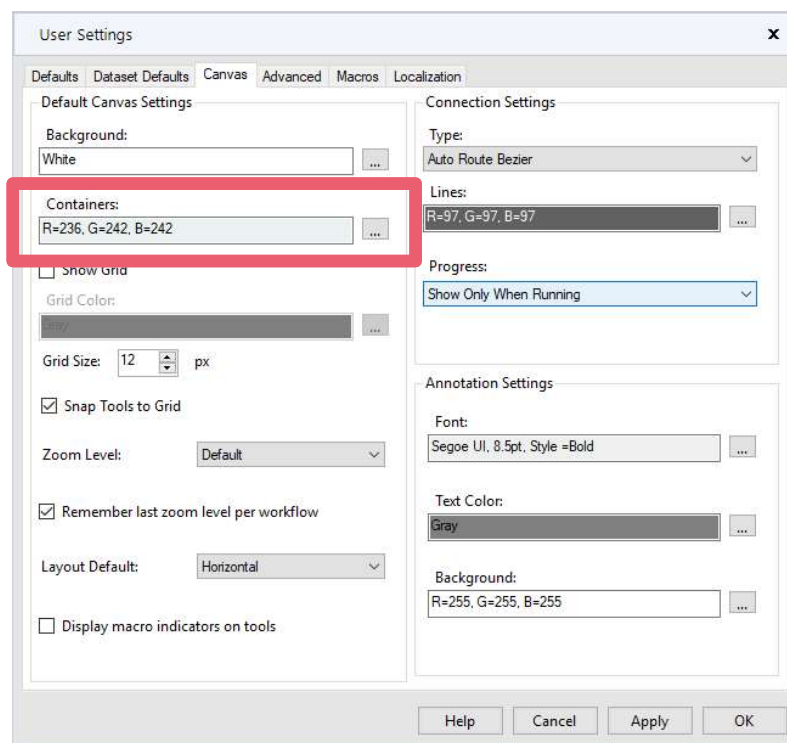 User Settings x
Defaults Dataset Defaults Canvas Advanced Macros Localization
Default Canvas Settings
Background:
White ...
Containers:
R=236, G=242, B=242 ...
Show Grid
Grid Color:
Gray ...
Grid Size: 12 px
Snap Tools to Grid
Zoom Level: Default
Remember last zoom level per workflow
Layout Default: Horizontal
Display macro indicators on tools
Connection Settings
Type:
Auto Route Bezier
Lines:
R=97, G=97, B=97 ...
Progress:
Show Only When Running
Annotation Settings
Font:
Segoe UI, 8.5pt, Style =Bold ...
Text Color:
Gray ...
Background:
R=255, G=255, B=255 ...
Help Cancel Apply OK